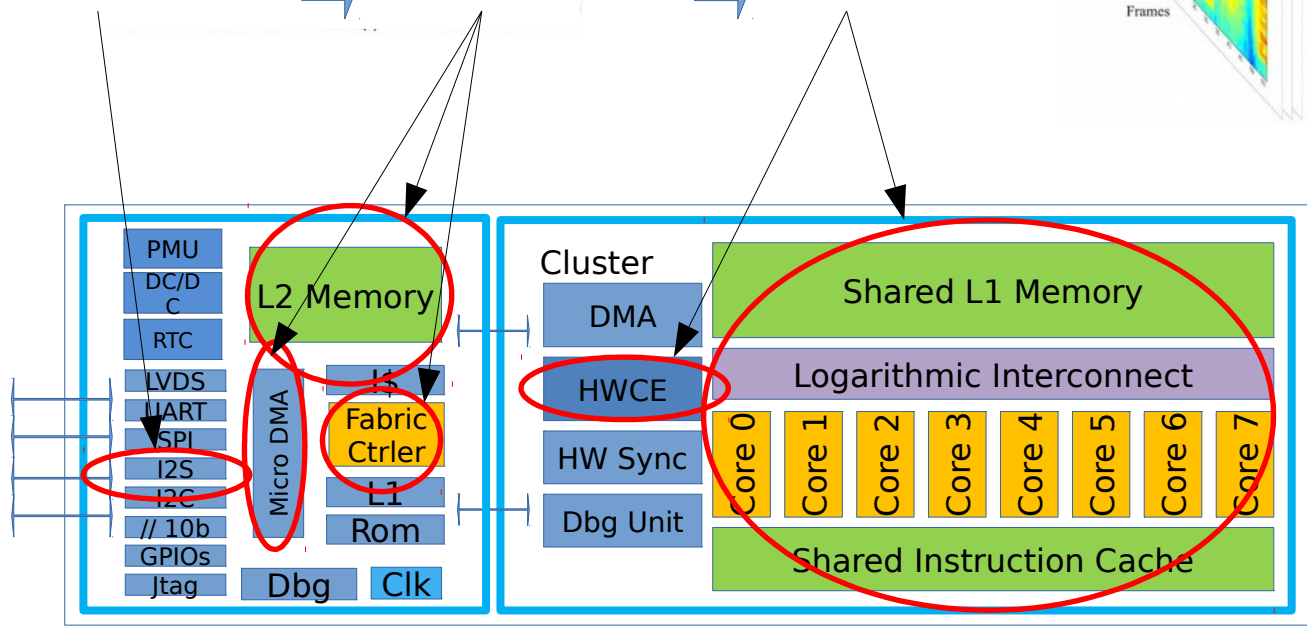 Frames
PMU
DC/D
C
RTC
LVDS
UART
SPI
I2S
I2C
// 10b
GPIOs
Jtag
L2 Memory
Micro DMA
I$
Fabric
Ctrler
L1
Rom
Dbg
Clk
Cluster
DMA
HWCE
HW Sync
Dbg Unit
Shared L1 Memory
Logarithmic Interconnect
Core 0
Core 1
Core 2
Core 3
Core 4
Core 5
Core 6
Core 7
Shared Instruction Cache